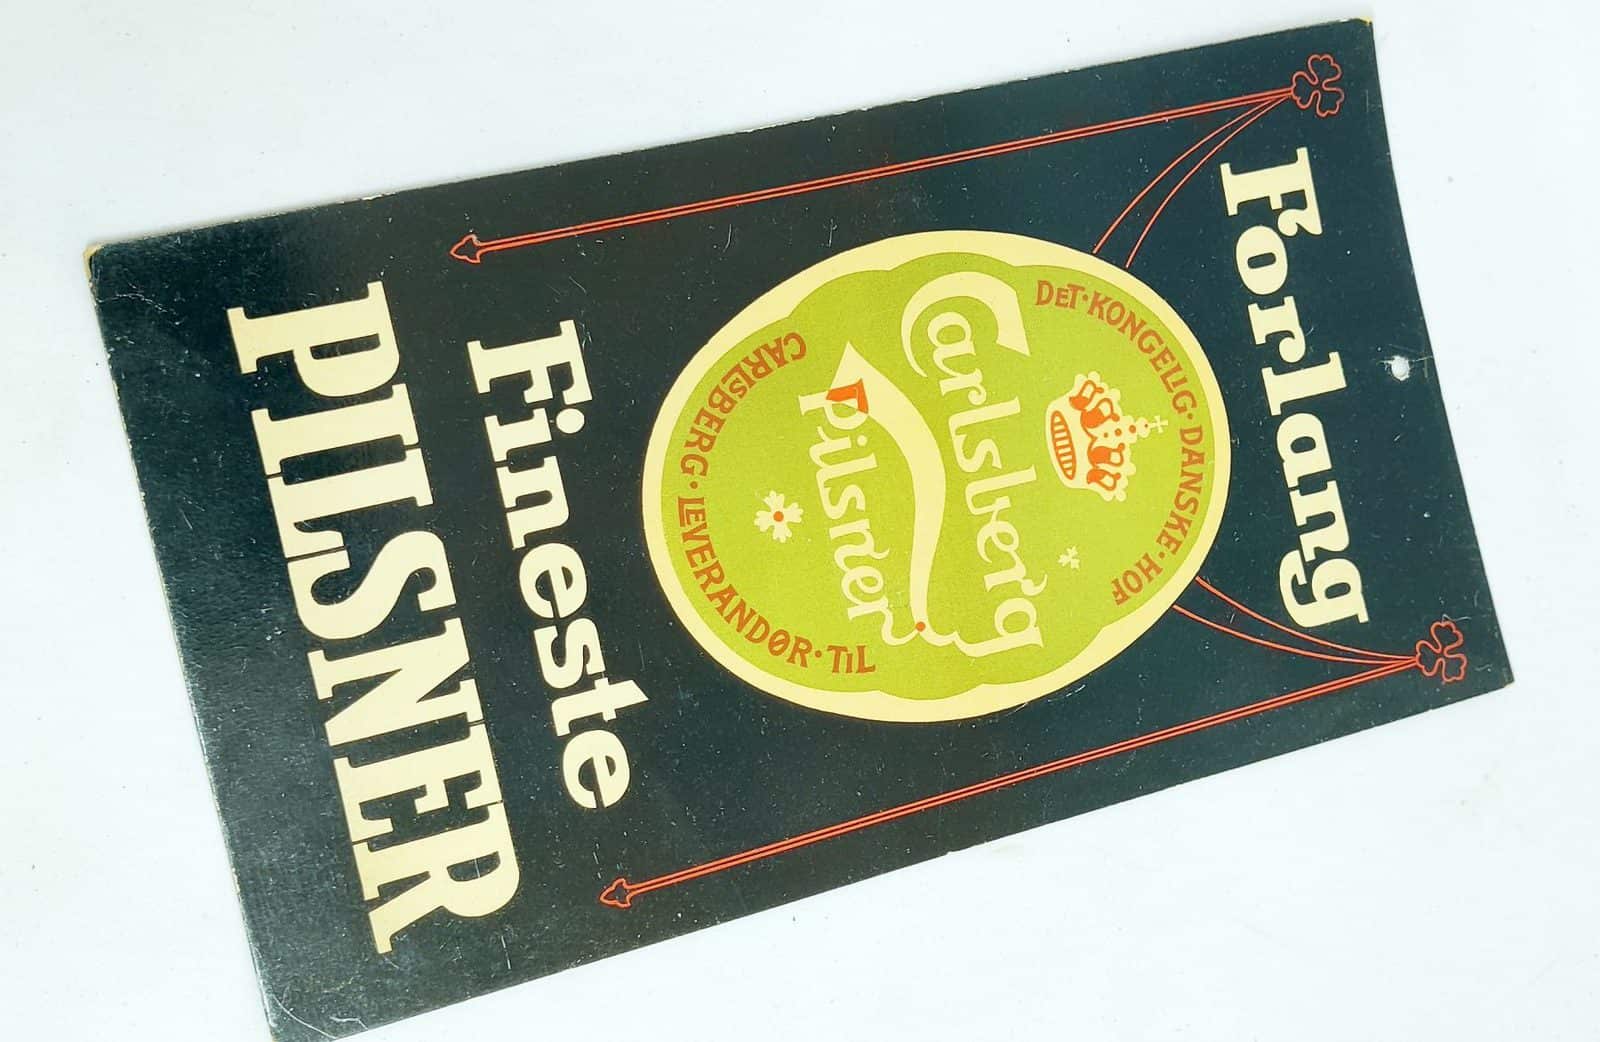 Forlang
DET·KONGELIG·DANSKE·HOF
Carlsberg
Pilsner
CARLSBERG·LEVERANDØR·TIL
Fineste
PILSNER